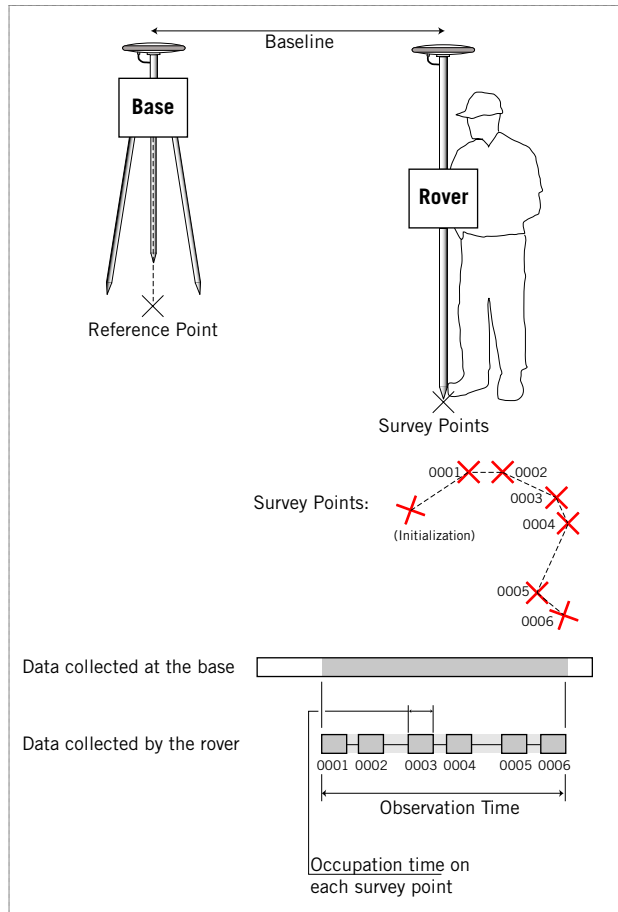 Baseline
Base
Rover
Reference Point
Survey Points
0001
0002
Survey Points:
0003
(Initialization)
0004
0005
0006
Data collected at the base
Data collected by the rover
0001 0002 0003 0004 0005 0006
Observation Time
Occupation time on
each survey point